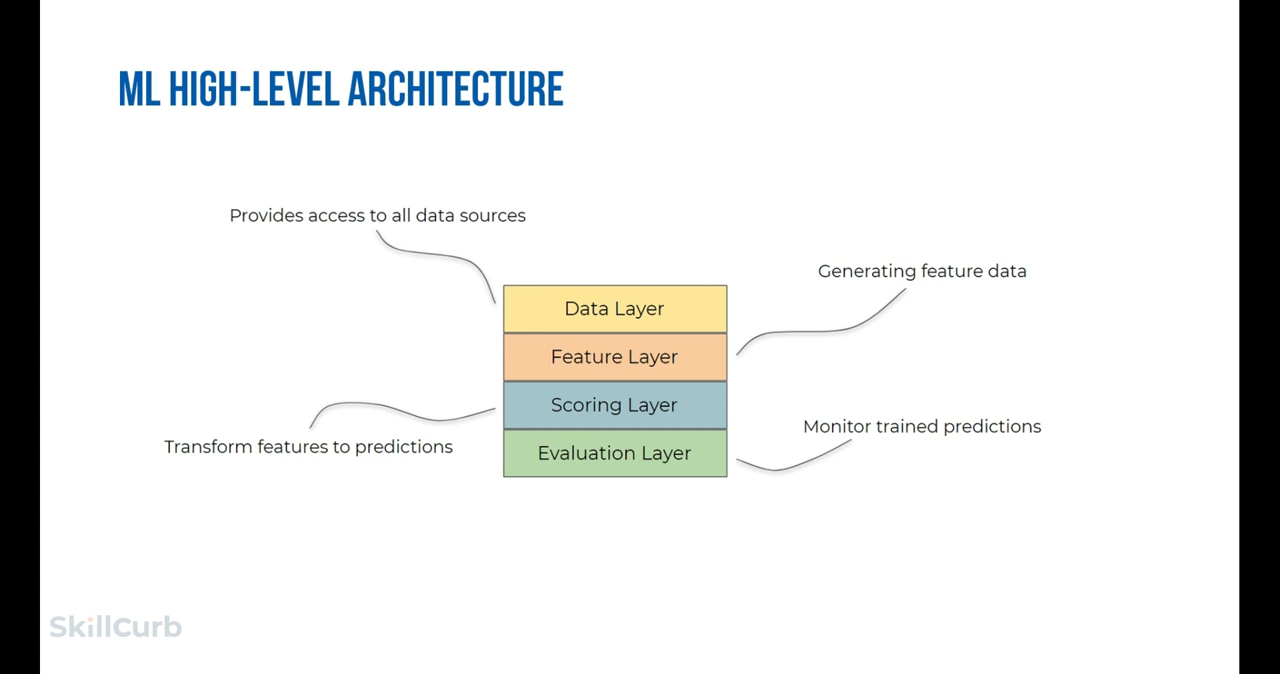 ML HIGH-LEVEL ARCHITECTURE
Provides access to all data sources
Generating feature data
Data Layer
Feature Layer
Scoring Layer
Evaluation Layer
Transform features to predictions
Monitor trained predictions
SkillCurb